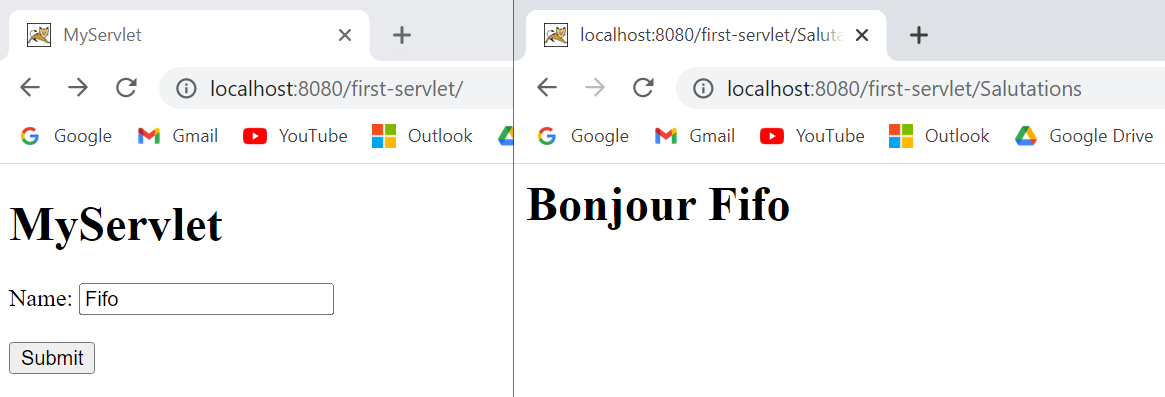 MyServlet
localhost:8080/first-servlet/
Google Gmail YouTube Outlook
MyServlet
Name: Fifo
Submit
localhost:8080/first-servlet/Saluta
localhost:8080/first-servlet/Salutations
Google Gmail YouTube Outlook Google Drive
Bonjour Fifo